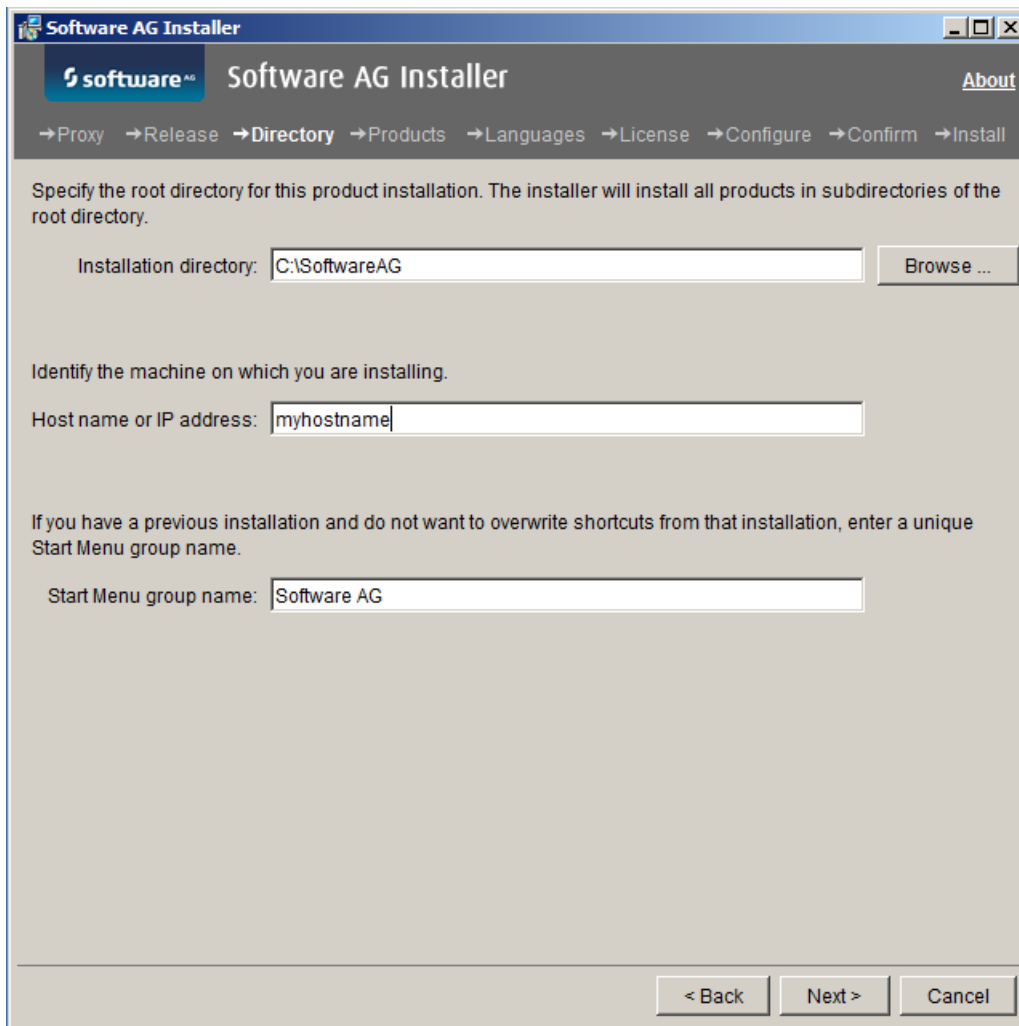 Software AG Installer
software AG Software AG Installer About
→Proxy →Release →Directory →Products →Languages →License →Configure →Confirm →Install
Specify the root directory for this product installation. The installer will install all products in subdirectories of the
root directory.
Installation directory: C:\SoftwareAG Browse ...
Identify the machine on which you are installing.
Host name or IP address: myhostname
If you have a previous installation and do not want to overwrite shortcuts from that installation, enter a unique
Start Menu group name.
Start Menu group name: Software AG
< Back Next > Cancel